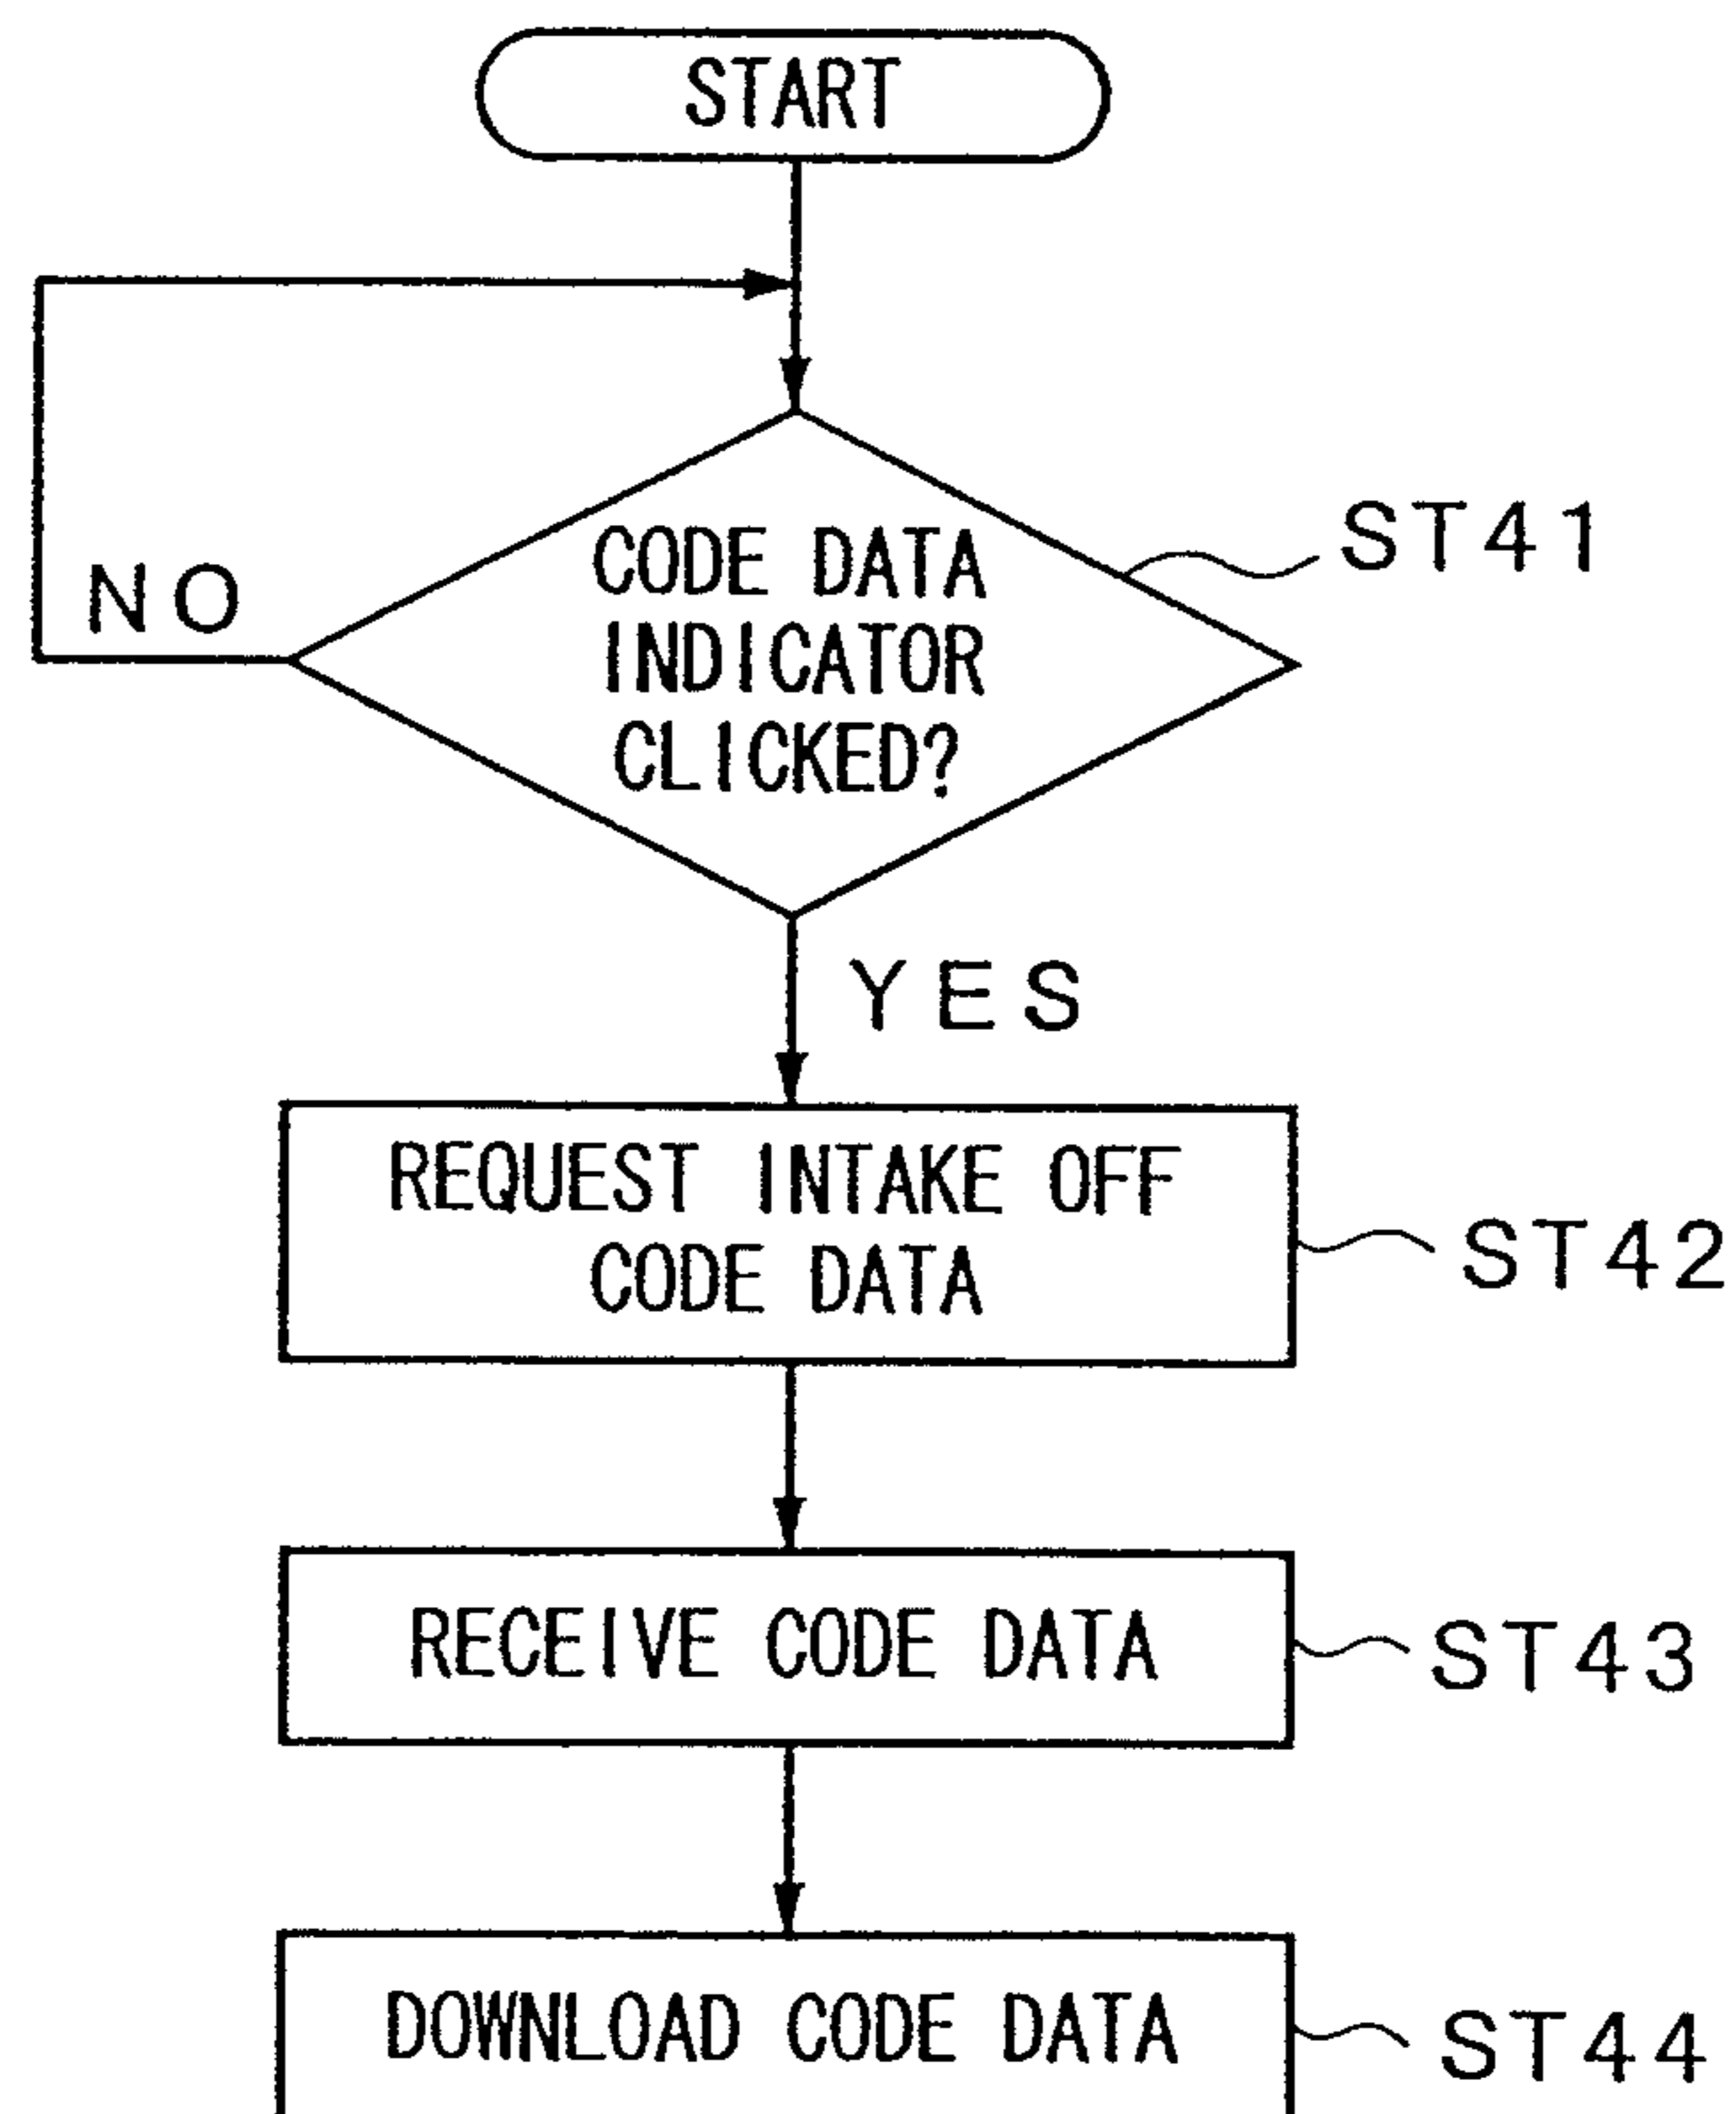 START
CODE DATA
INDICATOR
CLICKED?
ST41
NO
YES
REQUEST INTAKE OFF
CODE DATA
ST42
RECEIVE CODE DATA
ST43
DOWNLOAD CODE DATA
ST44